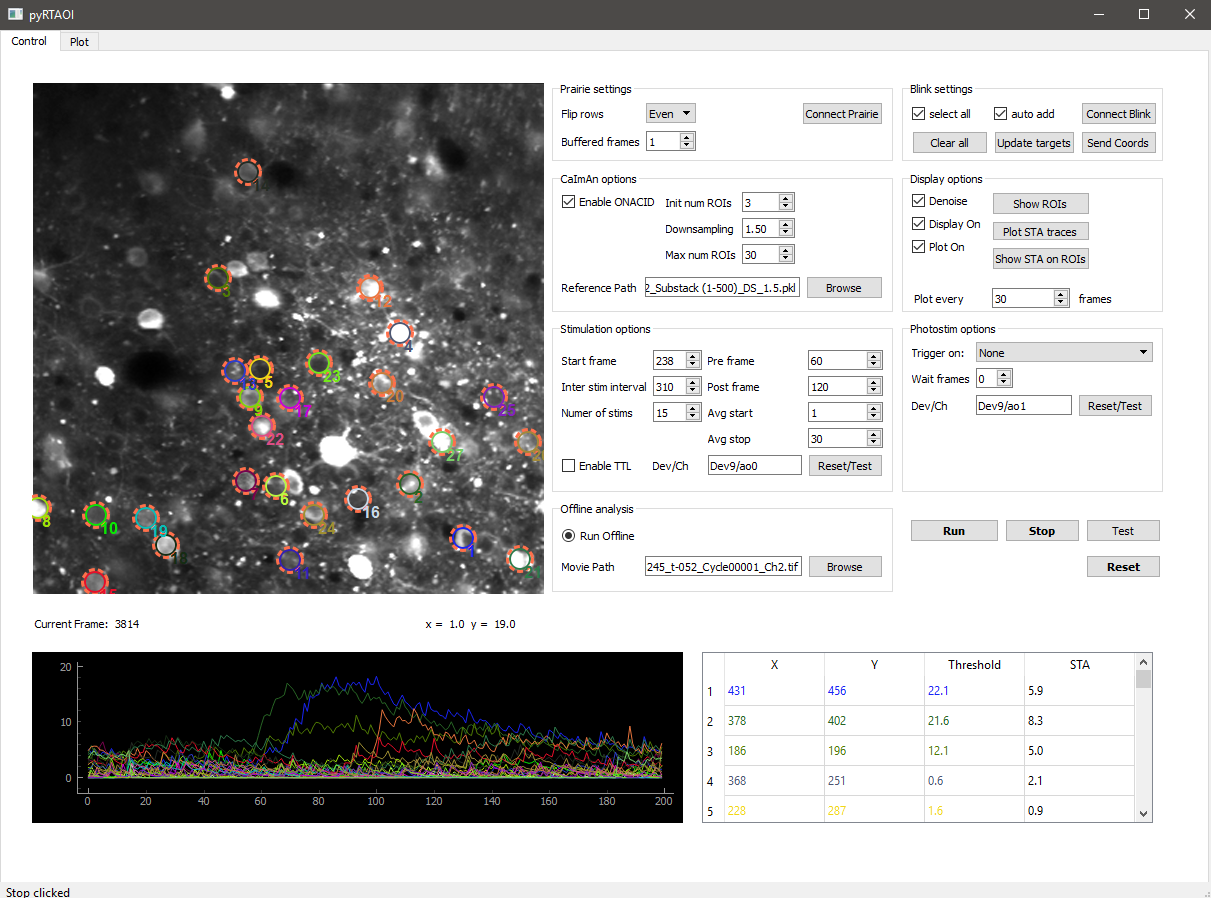 pyRTAOI
Control Plot
Prairie settings
Flip rows Even Connect Prairie
Buffered frames 1
Blink settings
select all auto add Connect Blink
Clear all Update targets Send Coords
CaImAn options
Enable ONACID Init num ROIs 3
Downsampling 1.50
Max num ROIs 30
Reference Path 2_Substack (1-500)_DS_1.5.pkl Browse
Display options
Denoise Show ROIs
Display On Plot STA traces
Plot On Show STA on ROIs
Plot every 30 frames
Stimulation options
Start frame 238 Pre frame 60
Inter stim interval 310 Post frame 120
Numer of stims 15 Avg start 1
Avg stop 30
Enable TTL Dev/Ch Dev9/ao0 Reset/Test
Photostim options
Trigger on: None
Wait frames 0
Dev/Ch Dev9/ao1 Reset/Test
Offline analysis
Run Offline
Movie Path 245_t-052_Cycle00001_Ch2.tif Browse
Run Stop Test
Reset
3
12
4
23
5
9
17
20
22
27
6
2
16
8
10
19
24
1
11
15
Current Frame: 3814 x = 1.0 y = 19.0
20
10
0
0 20 40 60 80 100 120 140 160 180 200
X Y Threshold STA
1 431 456 22.1 5.9
2 378 402 21.6 8.3
3 186 196 12.1 5.0
4 368 251 0.6 2.1
5 228 287 1.6 0.9
Stop clicked